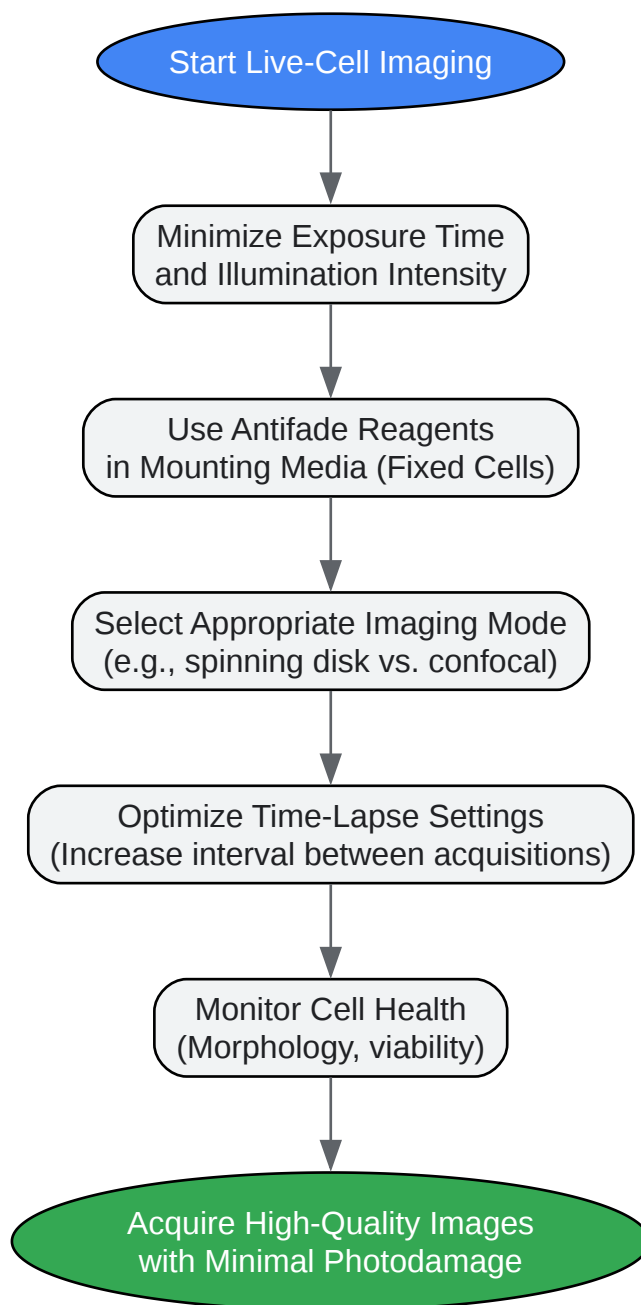 Start Live-Cell Imaging
Minimize Exposure Time
and Illumination Intensity
Use Antifade Reagents
in Mounting Media (Fixed Cells)
Select Appropriate Imaging Mode
(e.g., spinning disk vs. confocal)
Optimize Time-Lapse Settings
(Increase interval between acquisitions)
Monitor Cell Health
(Morphology, viability)
Acquire High-Quality Images
with Minimal Photodamage